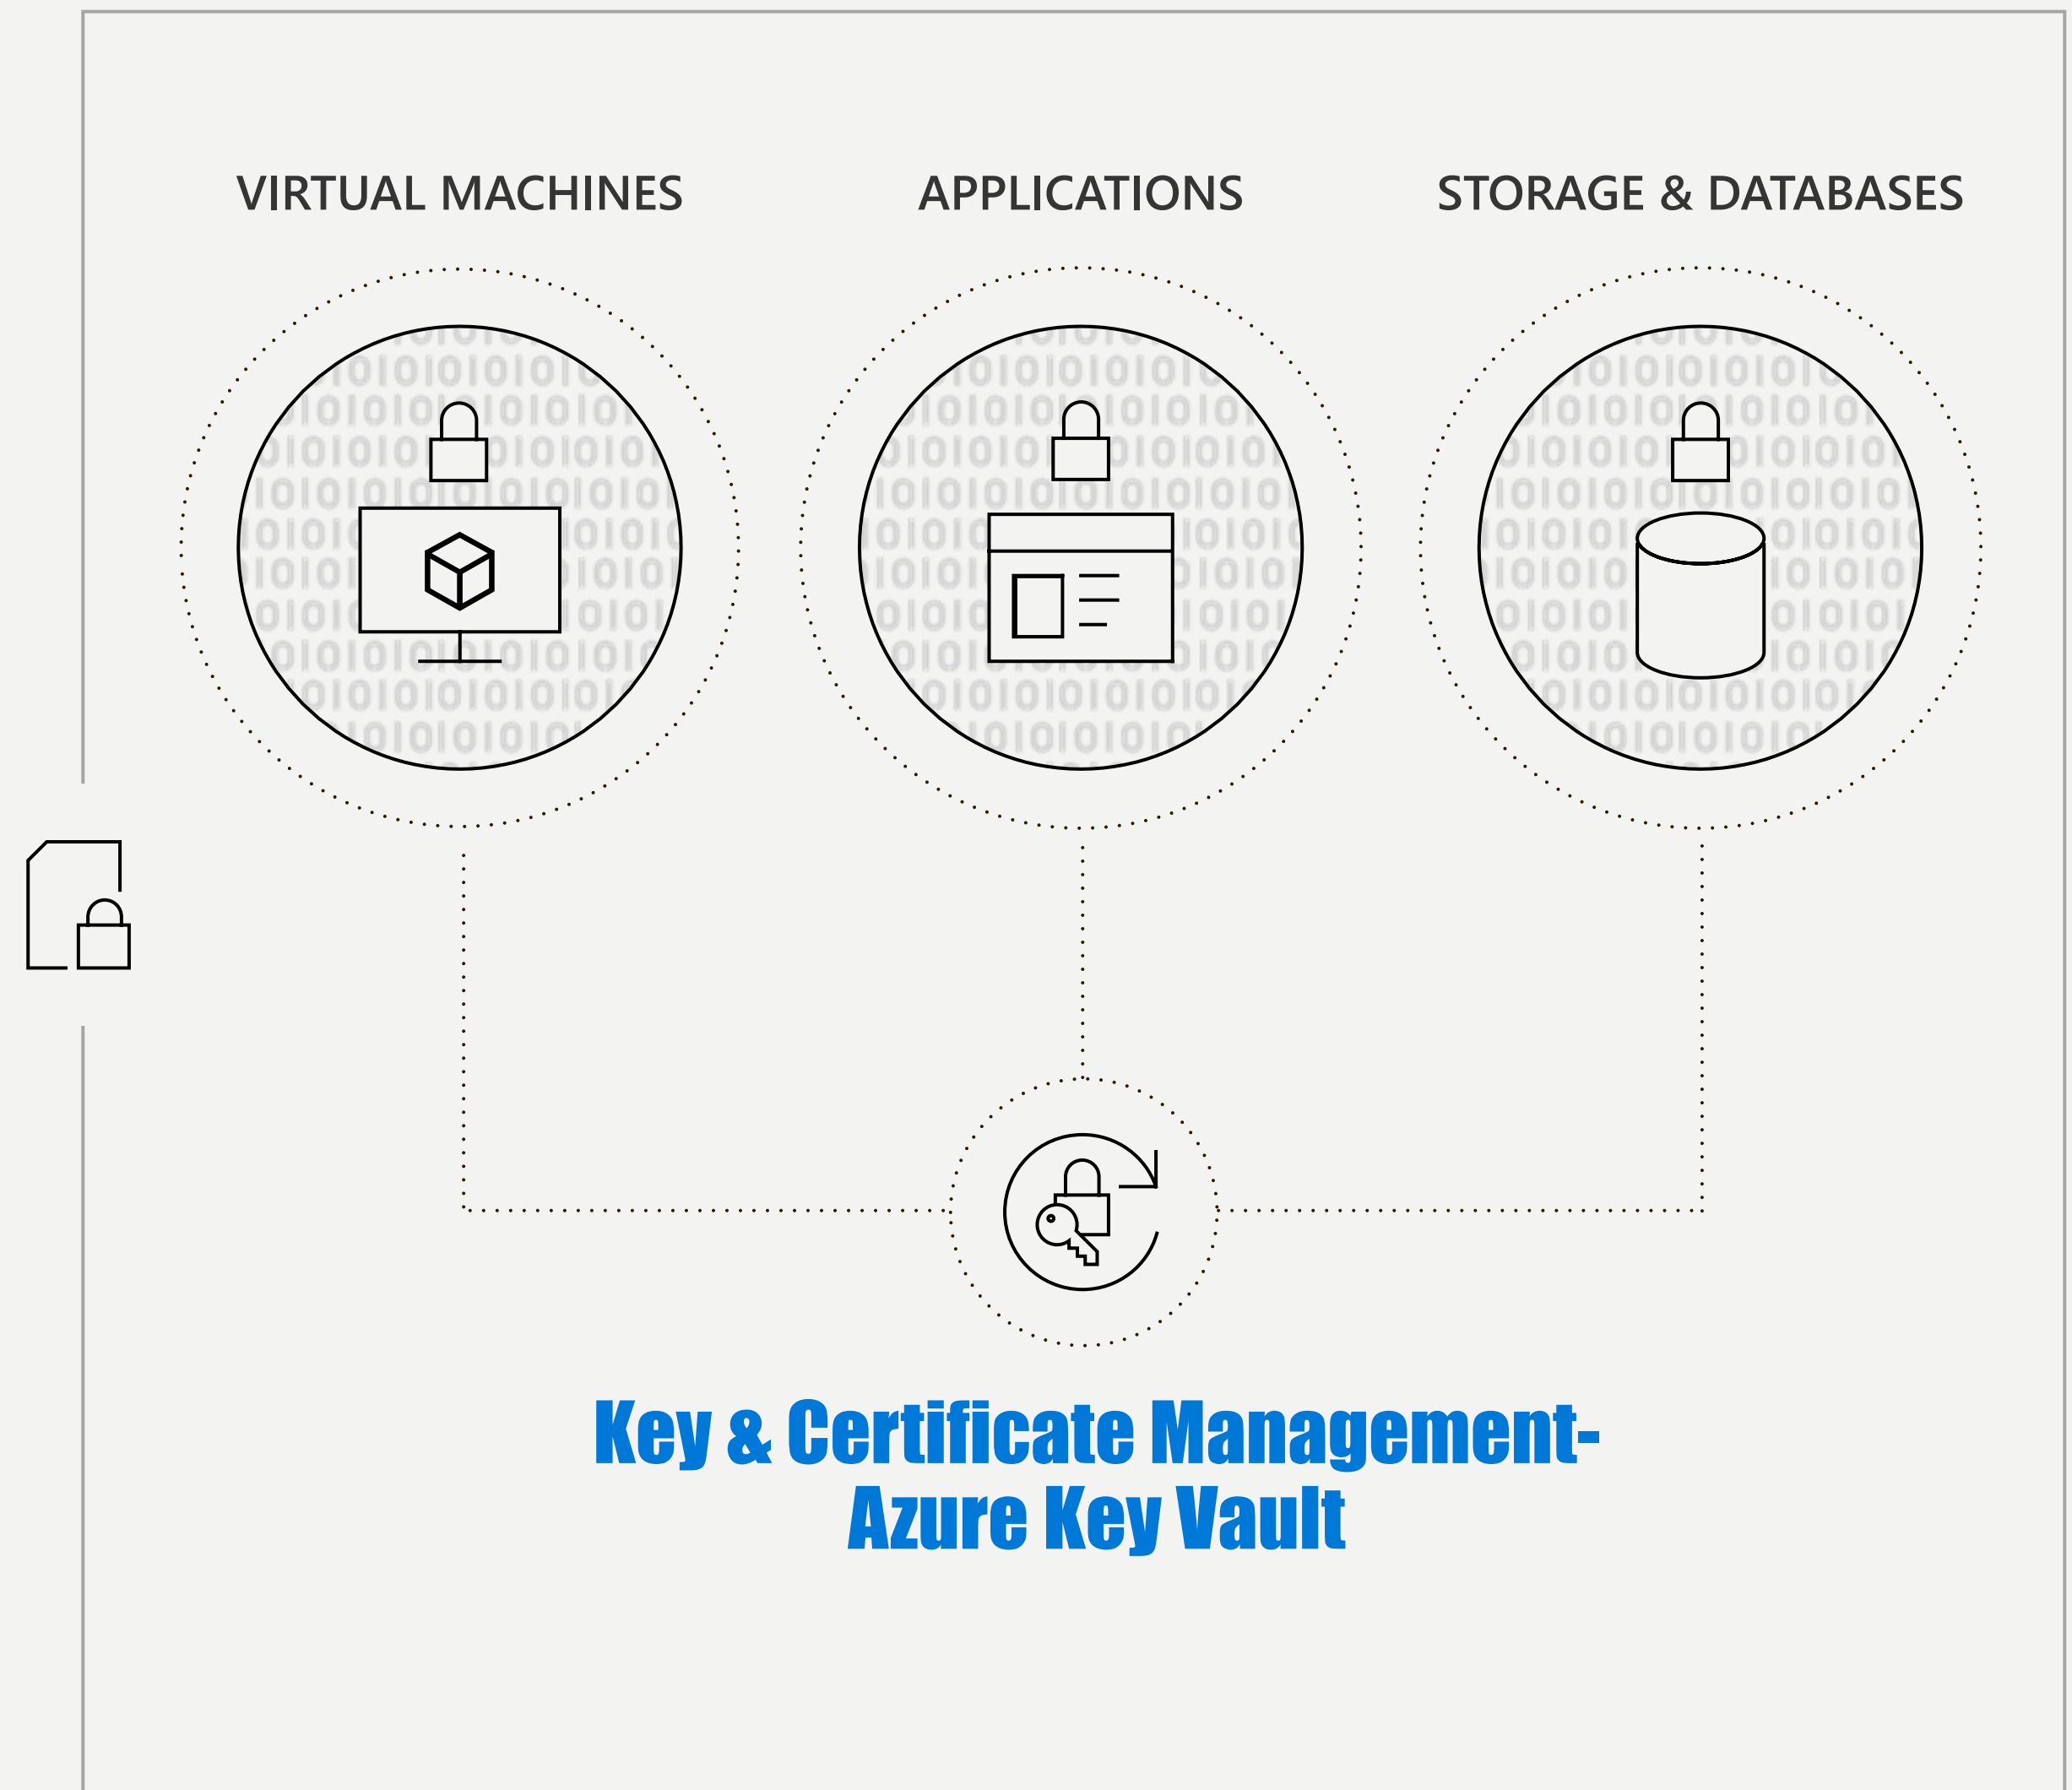 VIRTUAL MACHINES
APPLICATIONS
STORAGE & DATABASES
Key & Certificate Management-
Azure Key Vault